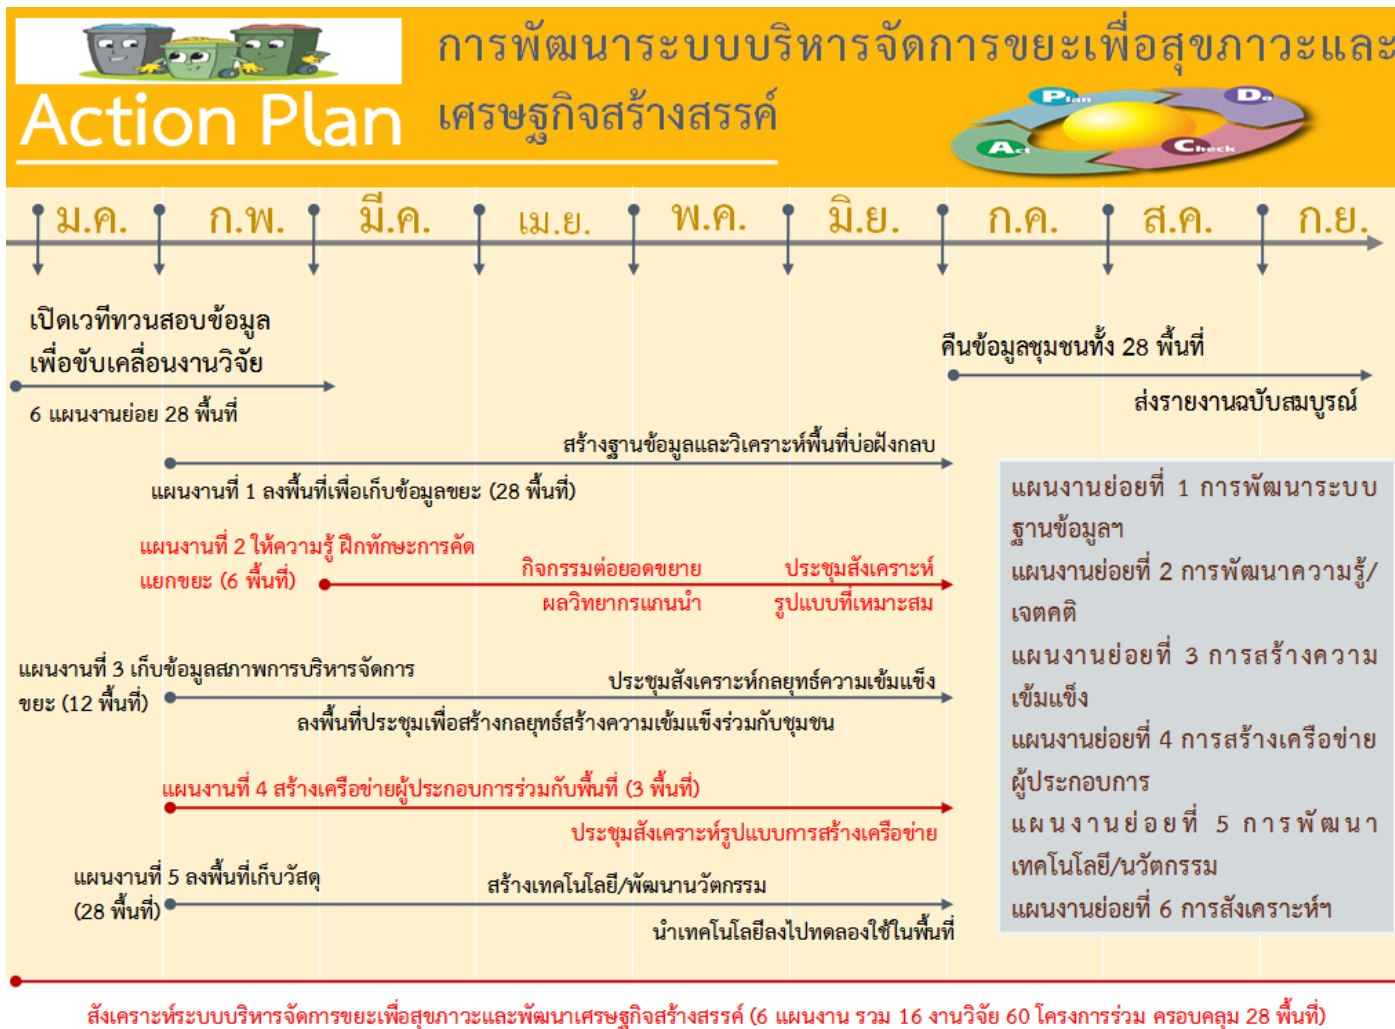 การพัฒนาระบบบริหารจัดการขยะเพื่อสุขภาวะและ
เศรษฐกิจสร้างสรรค์
Action Plan
Plan
Do
Act
Check
ม.ค.
ก.พ.
มี.ค.
เม.ย.
พ.ค.
มิ.ย.
ก.ค.
ส.ค.
ก.ย.
เปิดเวทีทวนสอบข้อมูล
เพื่อขับเคลื่อนงานวิจัย
6 แผนงานย่อย 28 พื้นที่
คืนข้อมูลชุมชนทั้ง 28 พื้นที่
ส่งรายงานฉบับสมบูรณ์
สร้างฐานข้อมูลและวิเคราะห์พื้นที่บ่อฝังกลบ
แผนงานที่ 1 ลงพื้นที่เพื่อเก็บข้อมูลขยะ (28 พื้นที่)
แผนงานที่ 2 ให้ความรู้ ฝึกทักษะการคัด
แยกขยะ (6 พื้นที่)
กิจกรรมต่อยอดขยาย
ผลวิทยากรแกนนำ
ประชุมสังเคราะห์
รูปแบบที่เหมาะสม
แผนงานที่ 3 เก็บข้อมูลสภาพการบริหารจัดการ
ขยะ (12 พื้นที่)
ประชุมสังเคราะห์กลยุทธ์ความเข้มแข็ง
ลงพื้นที่ประชุมเพื่อสร้างกลยุทธ์สร้างความเข้มแข็งร่วมกับชุมชน
แผนงานที่ 4 สร้างเครือข่ายผู้ประกอบการร่วมกับพื้นที่ (3 พื้นที่)
ประชุมสังเคราะห์รูปแบบการสร้างเครือข่าย
แผนงานที่ 5 ลงพื้นที่เก็บวัสดุ
(28 พื้นที่)
สร้างเทคโนโลยี/พัฒนานวัตกรรม
นำเทคโนโลยีลงไปทดลองใช้ในพื้นที่
แผนงานย่อยที่ 1 การพัฒนาระบบ
ฐานข้อมูลฯ
แผนงานย่อยที่ 2 การพัฒนาความรู้/
เจตคติ
แผนงานย่อยที่ 3 การสร้างความ
เข้มแข็ง
แผนงานย่อยที่ 4 การสร้างเครือข่าย
ผู้ประกอบการ
แผนงานย่อยที่ 5 การพัฒนา
เทคโนโลยี/นวัตกรรม
แผนงานย่อยที่ 6 การสังเคราะห์ฯ
สังเคราะห์ระบบบริหารจัดการขยะเพื่อสุขภาวะและพัฒนาเศรษฐกิจสร้างสรรค์ (6 แผนงาน รวม 16 งานวิจัย 60 โครงการร่วม ครอบคลุม 28 พื้นที่)